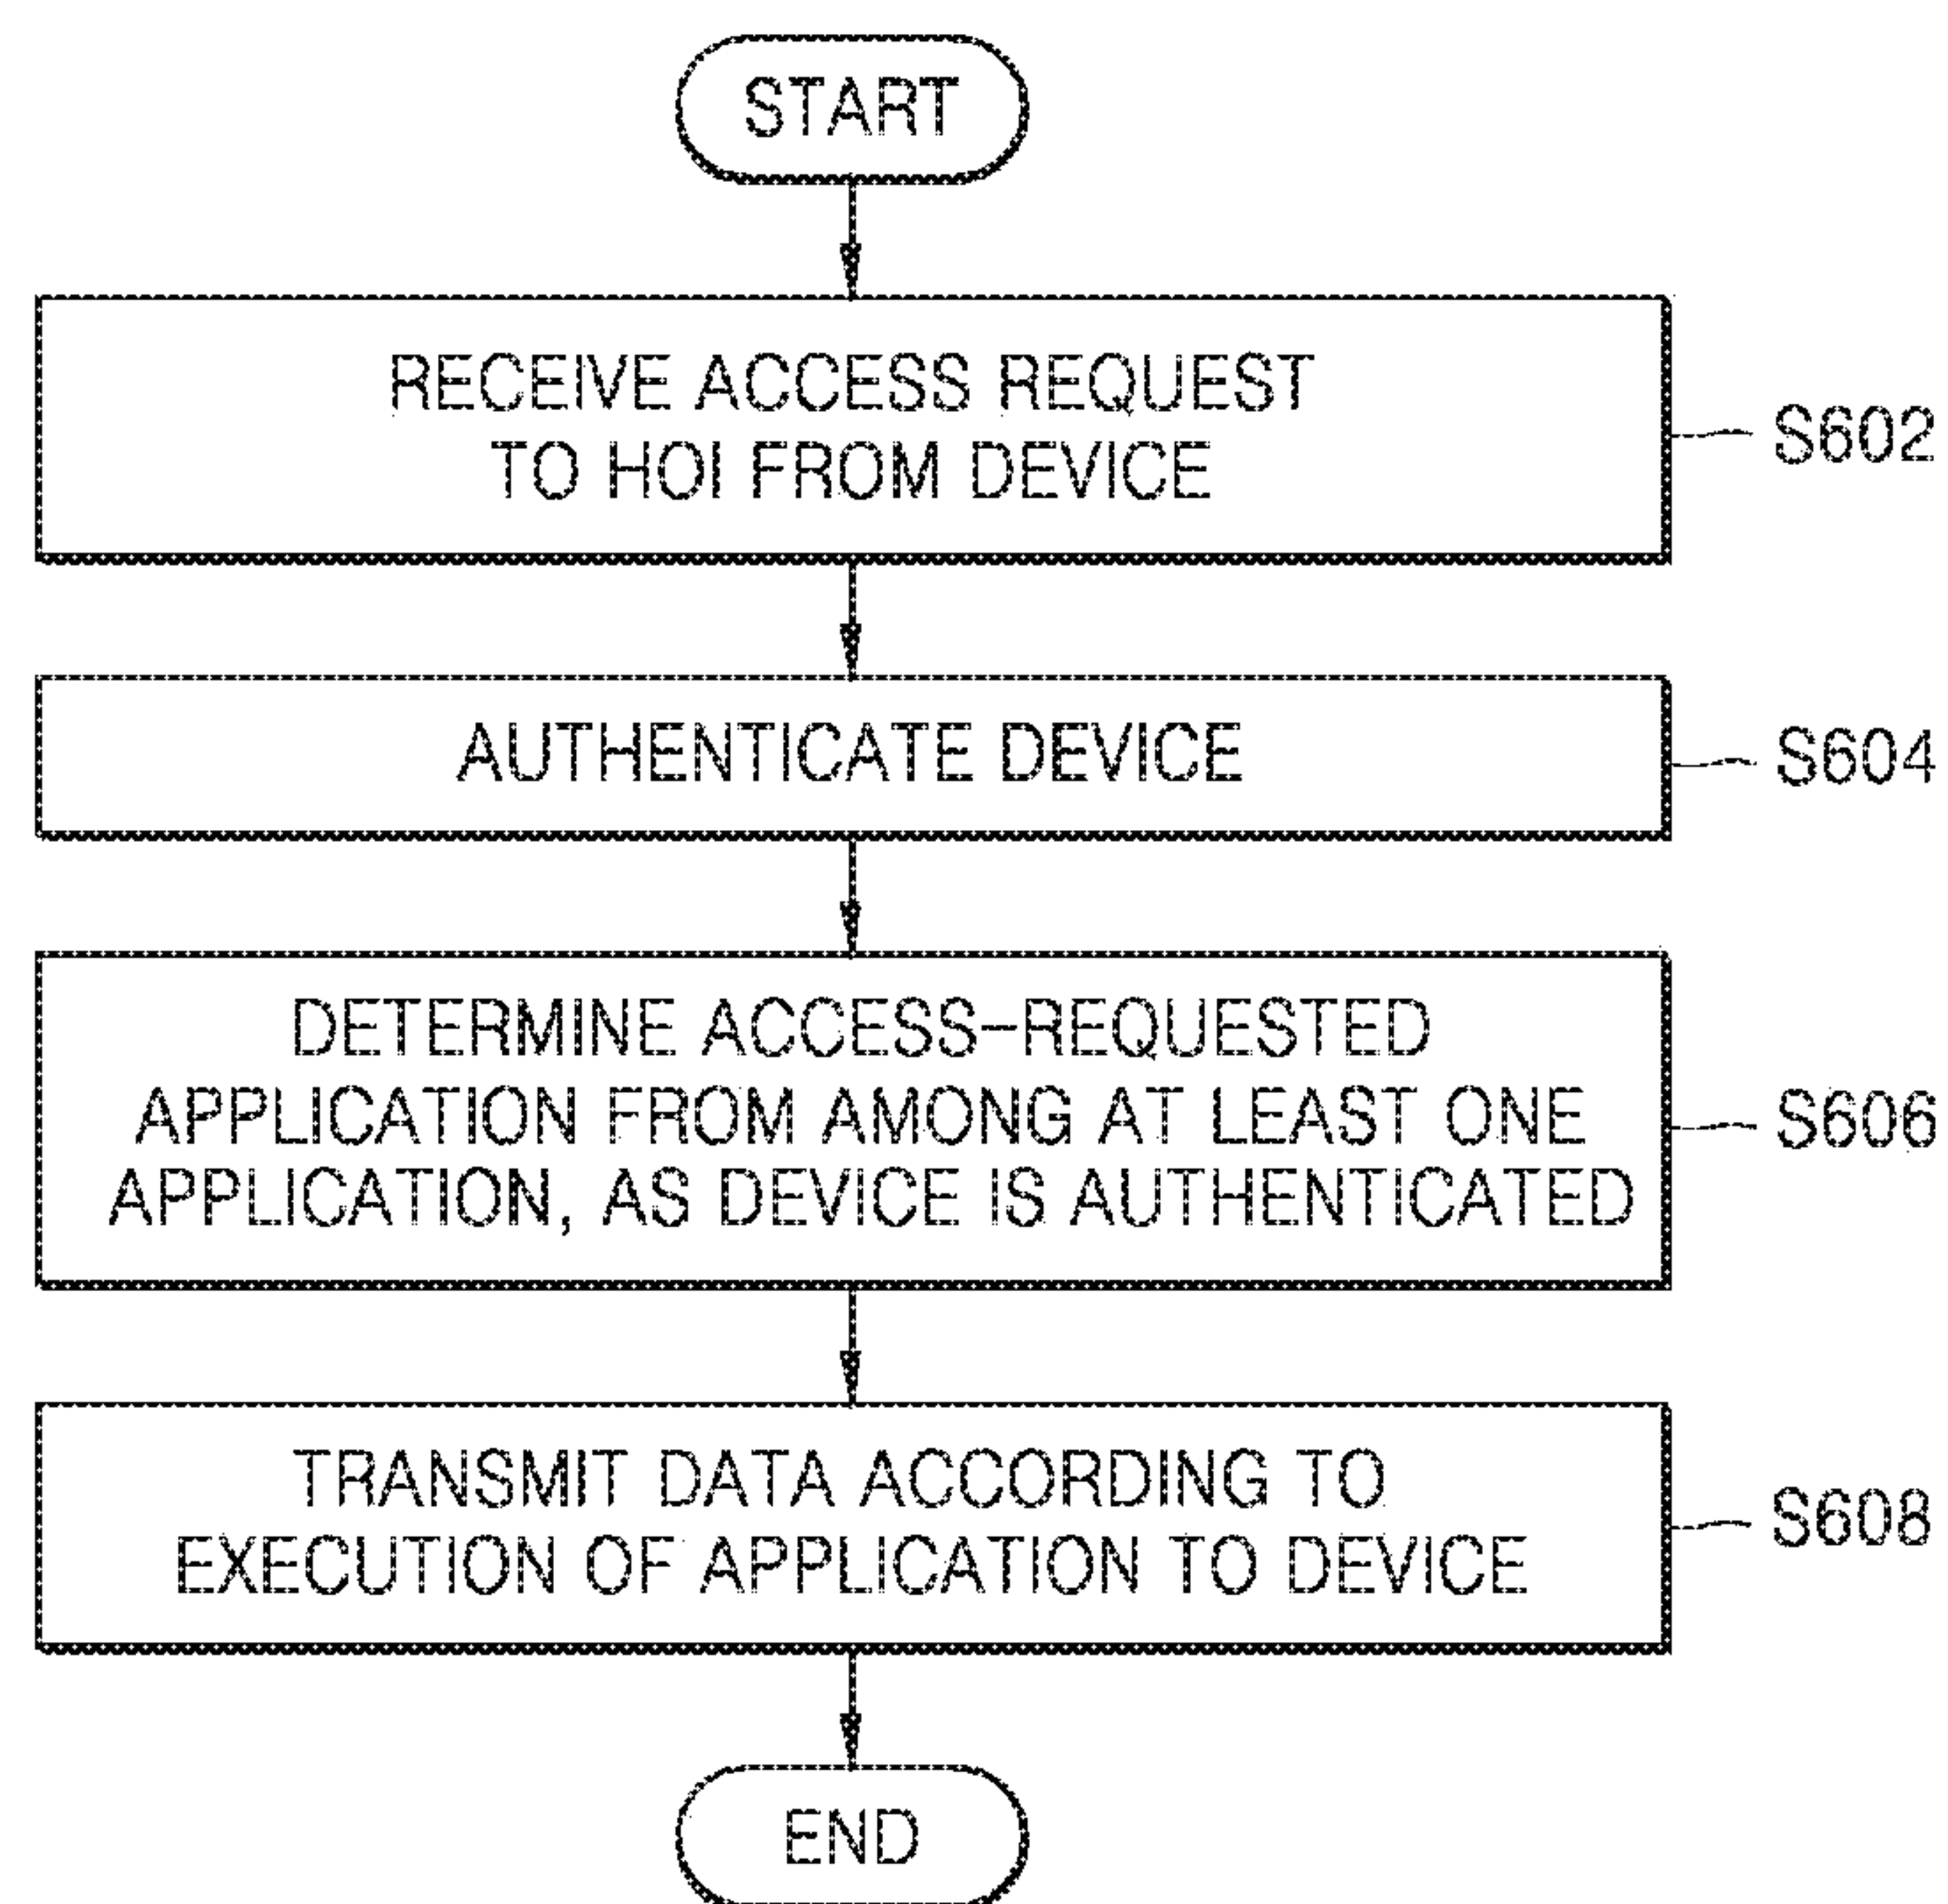 START
RECEIVE ACCESS REQUEST
TO HOI FROM DEVICE
S602
AUTHENTICATE DEVICE
S604
DETERMINE ACCESS-REQUESTED
APPLICATION FROM AMONG AT LEAST ONE
APPLICATION, AS DEVICE IS AUTHENTICATED
S606
TRANSMIT DATA ACCORDING TO
EXECUTION OF APPLICATION TO DEVICE
S608
END